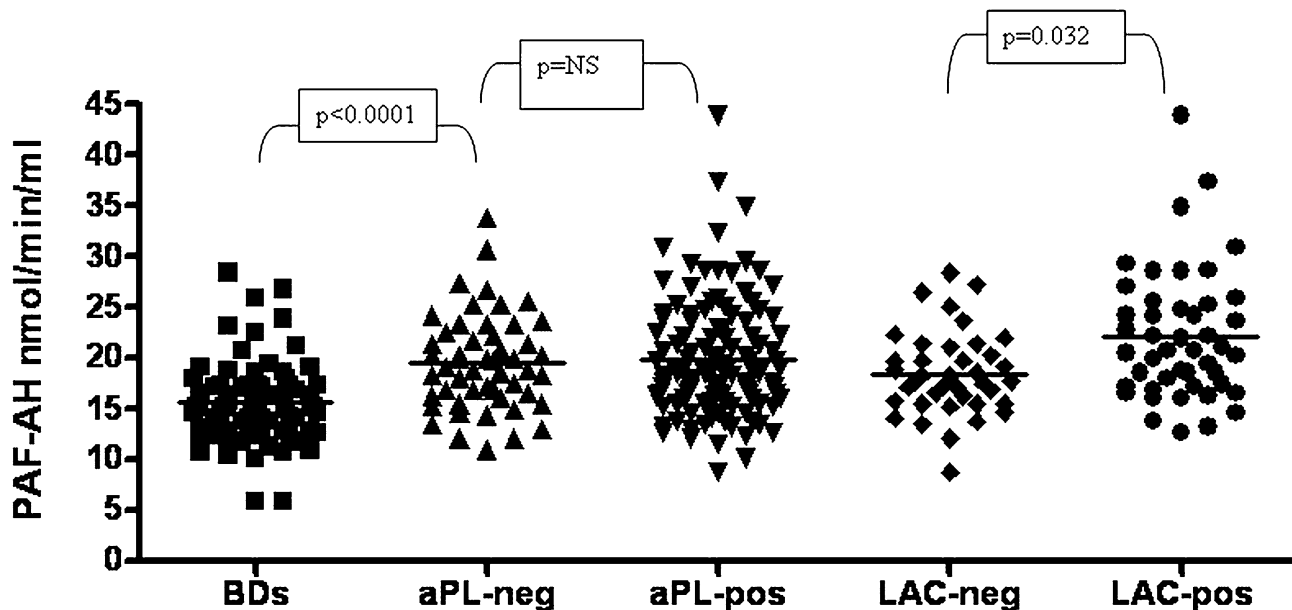 p=0.032
p=NS
p<0.0001
PAF-AH nmol/min/ml
45
40
35
30
25
20
15
10
5
0
BDs aPL-neg aPL-pos LAC-neg LAC-pos